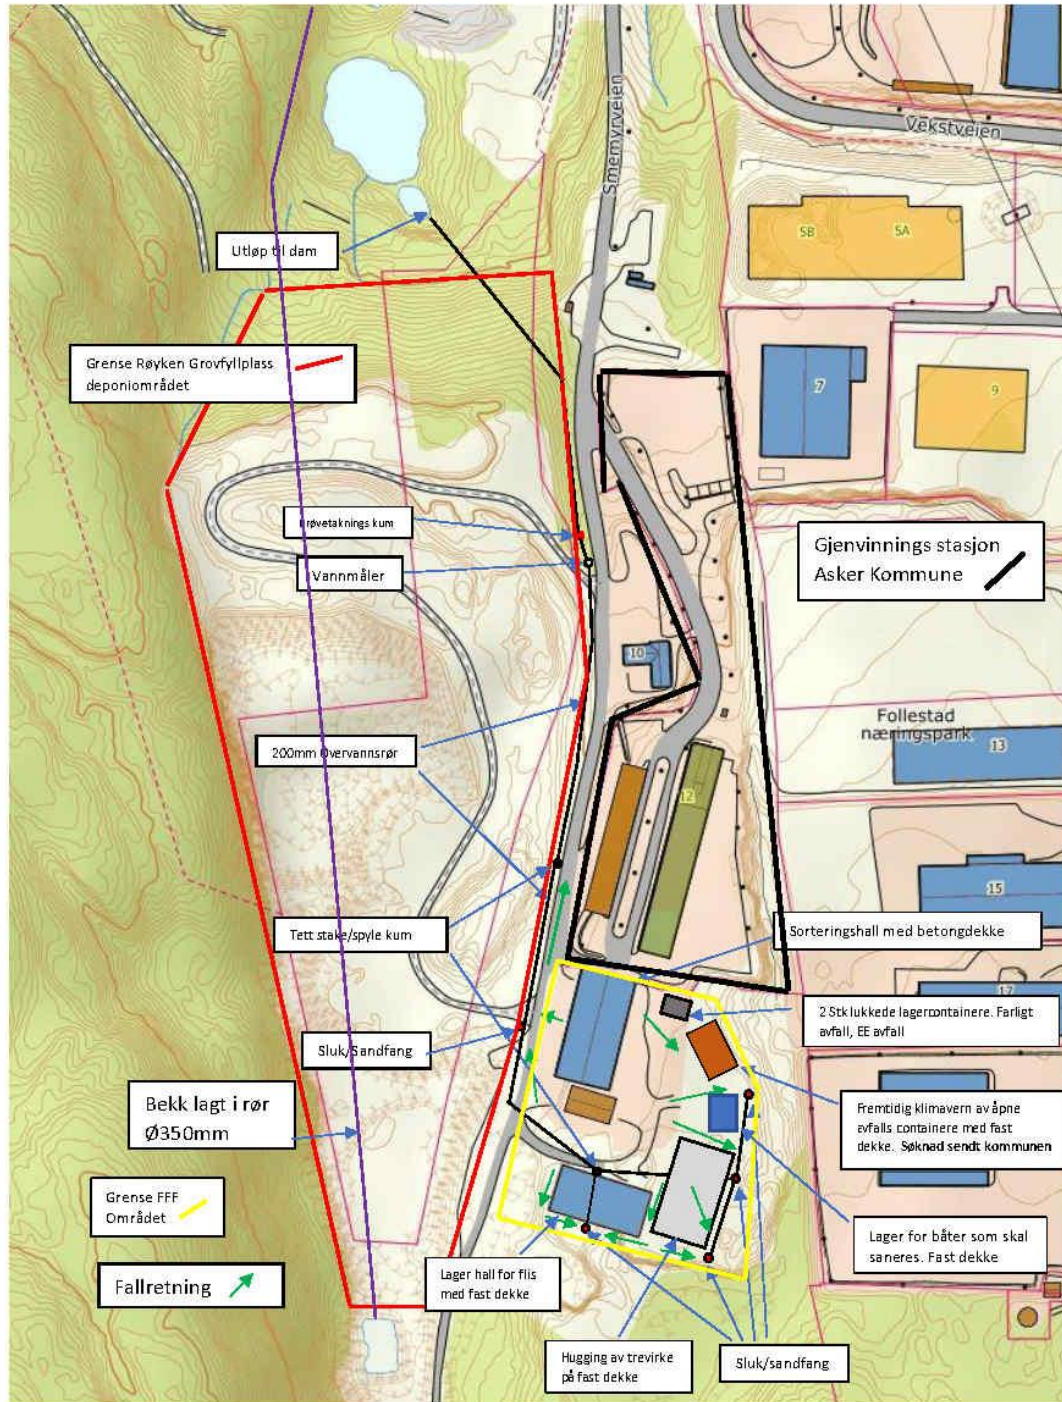 Smemyrveien
Vekstveien
5B
5A
Utløp til dam
Grense Røyken Grovfyllplass
deponiområdet
7
9
Prøvetaknings kum
Vannmåler
Gjenvinnings stasjon
Asker Kommune
10
200mm Overvannsrør
Follestad
næringspark
13
12
15
Tett stake/spyle kum
Sorteringshall med betongdekke
17
2 Stk lukkede lagercontainere. Farligt
avfall, EE avfall
Sluk/Sandfang
Bekk lagt i rør
Ø350mm
Fremtidig klimavern av åpne
avfalls containere med fast
dekke. Søknad sendt kommunen
Grense FFF
Området
Lager for båter som skal
saneres. Fast dekke
Fallretning
Lager hall for flis
med fast dekke
Hugging av trevirke
på fast dekke
Sluk/sandfang